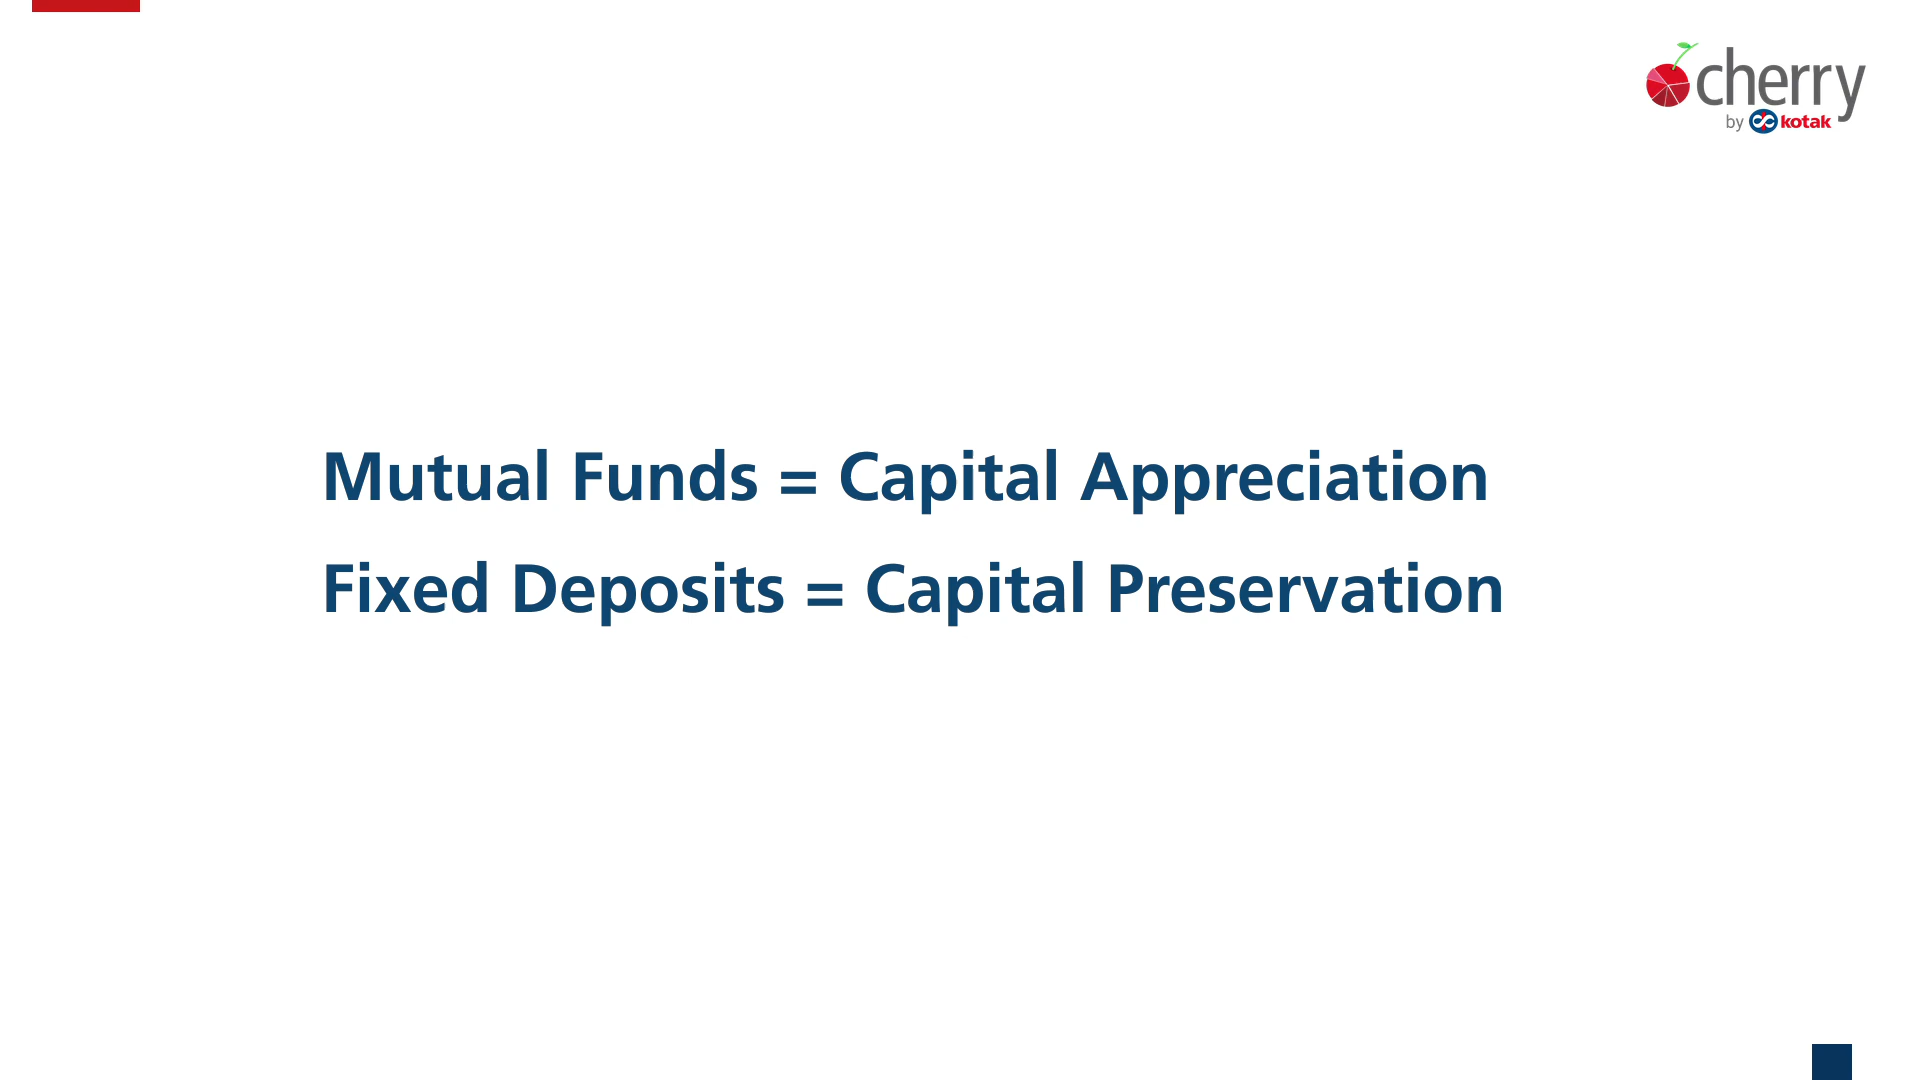 cherry
by kotak
Mutual Funds = Capital Appreciation
Fixed Deposits = Capital Preservation